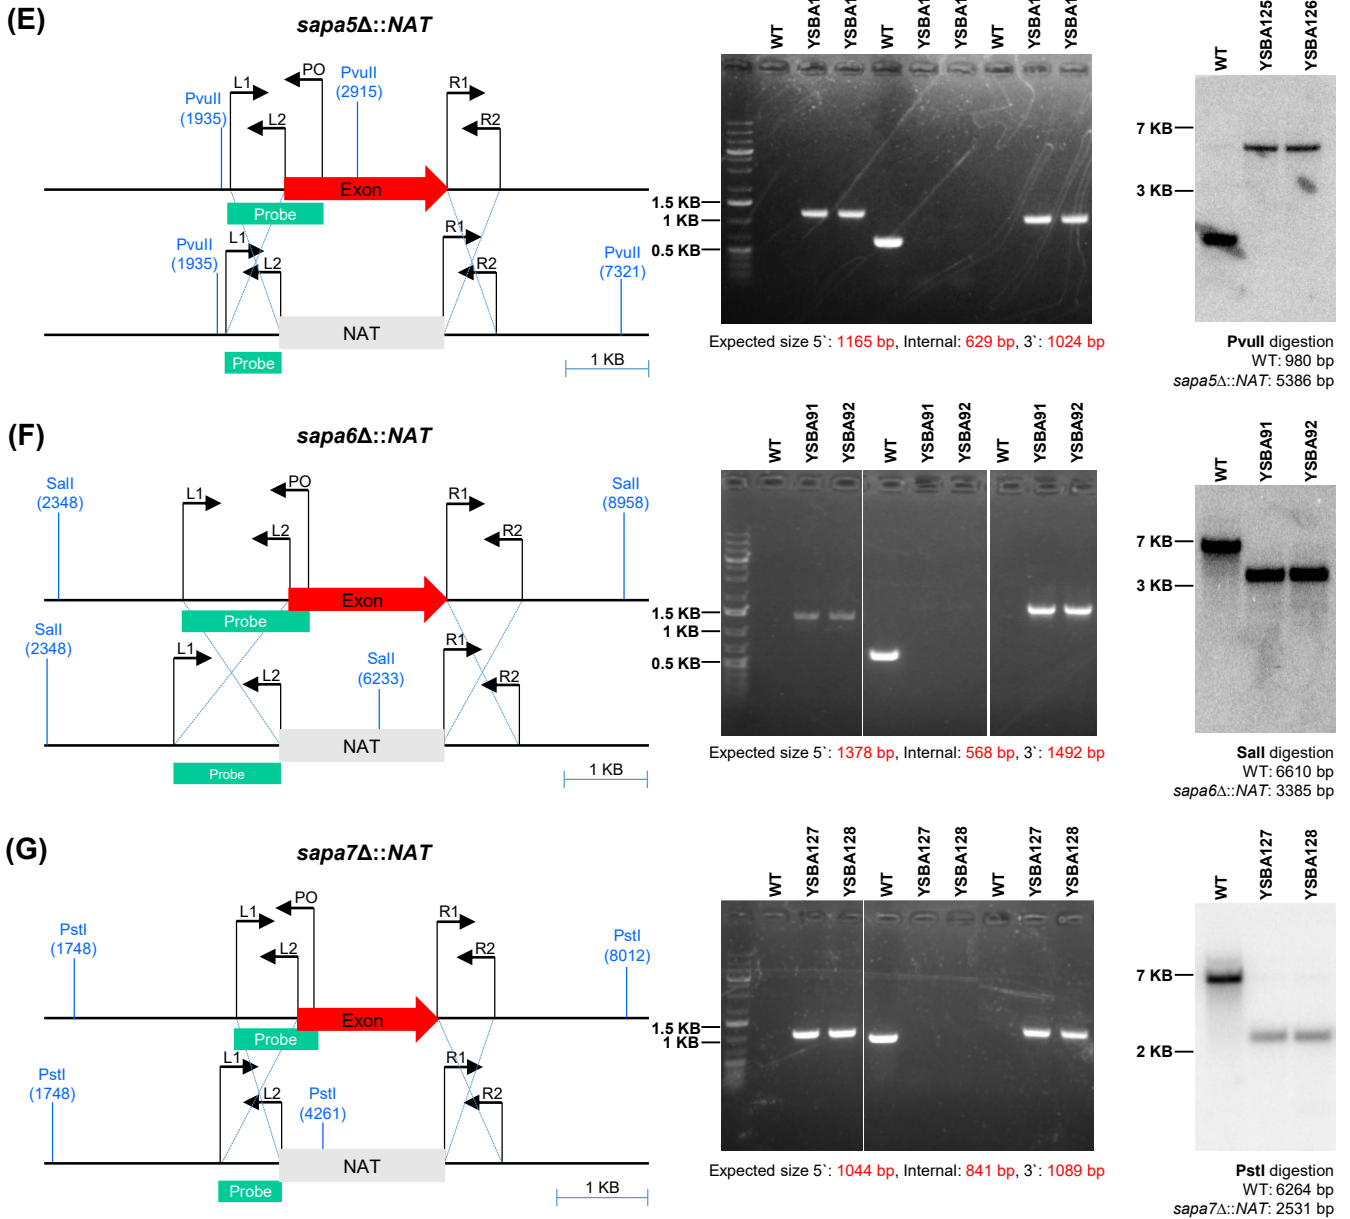 (E)
sapa5Δ::NAT
L1
PO
PvuII
(2915)
R1
PvuII
(1935)
L2
R2
Exon
Probe
L1
R1
PvuII
(1935)
L2
R2
PvuII
(7321)
NAT
Probe
1 KB
WT
WT
WT
1.5 KB
1 KB
0.5 KB
Expected size 5`: 1165 bp, Internal: 629 bp, 3`: 1024 bp
WT
YSBA125
YSBA126
7 KB
3 KB
PvuII digestion
WT: 980 bp
sapa5Δ::NAT: 5386 bp
(F)
sapa6Δ::NAT
SalI
(2348)
L1
PO
R1
SalI
(8958)
L2
R2
Exon
Probe
SalI
(2348)
L1
R1
SalI
(6233)
L2
R2
NAT
Probe
1 KB
WT
YSBA91
YSBA92
WT
YSBA91
YSBA92
WT
YSBA91
YSBA92
1.5 KB
1 KB
0.5 KB
Expected size 5`: 1378 bp, Internal: 568 bp, 3`: 1492 bp
WT
YSBA91
YSBA92
7 KB
3 KB
SalI digestion
WT: 6610 bp
sapa6Δ::NAT: 3385 bp
(G)
sapa7Δ::NAT
PstI
(1748)
L1
PO
R1
PstI
(8012)
L2
R2
Exon
Probe
PstI
(1748)
L1
R1
L2
PstI
(4261)
R2
NAT
Probe
1 KB
WT
YSBA127
YSBA128
WT
YSBA127
YSBA128
WT
YSBA127
YSBA128
1.5 KB
1 KB
Expected size 5`: 1044 bp, Internal: 841 bp, 3`: 1089 bp
WT
YSBA127
YSBA128
7 KB
2 KB
PstI digestion
WT: 6264 bp
sapa7Δ::NAT: 2531 bp